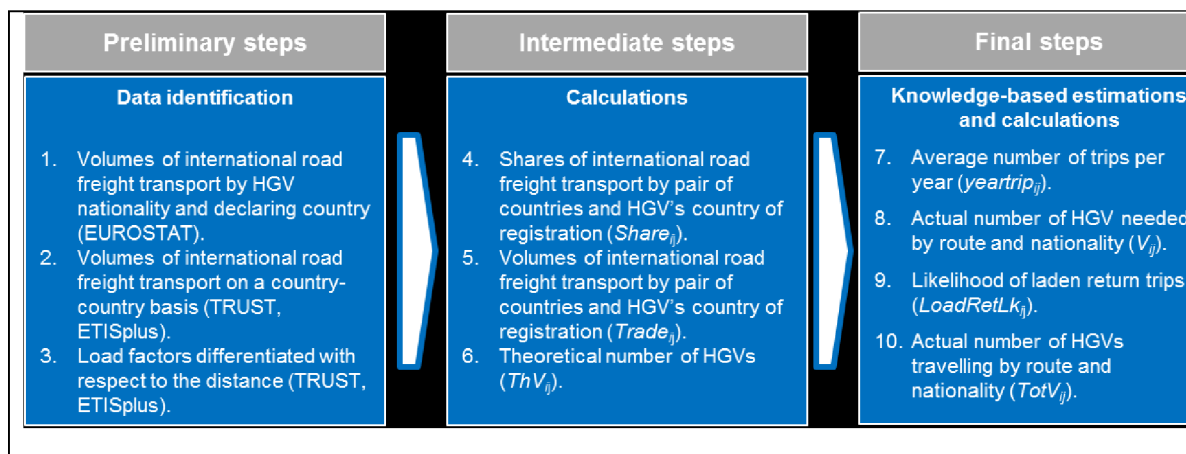 Preliminary steps
Data identification
1. Volumes of international road
freight transport by HGV
nationality and declaring country
(EUROSTAT).
2. Volumes of international road
freight transport on a country-
country basis (TRUST,
ETISplus).
3. Load factors differentiated with
respect to the distance (TRUST,
ETISplus).
Intermediate steps
Calculations
4. Shares of international road
freight transport by pair of
countries and HGV's country of
registration (Shareij).
5. Volumes of international road
freight transport by pair of
countries and HGV's country of
registration (Tradeij).
6. Theoretical number of HGVs
(ThVij).
Final steps
Knowledge-based estimations
and calculations
7. Average number of trips per
year (yeartripij).
8. Actual number of HGV needed
by route and nationality (Vij).
9. Likelihood of laden return trips
(LoadRetLkij).
10. Actual number of HGVs
travelling by route and
nationality (TotVij).